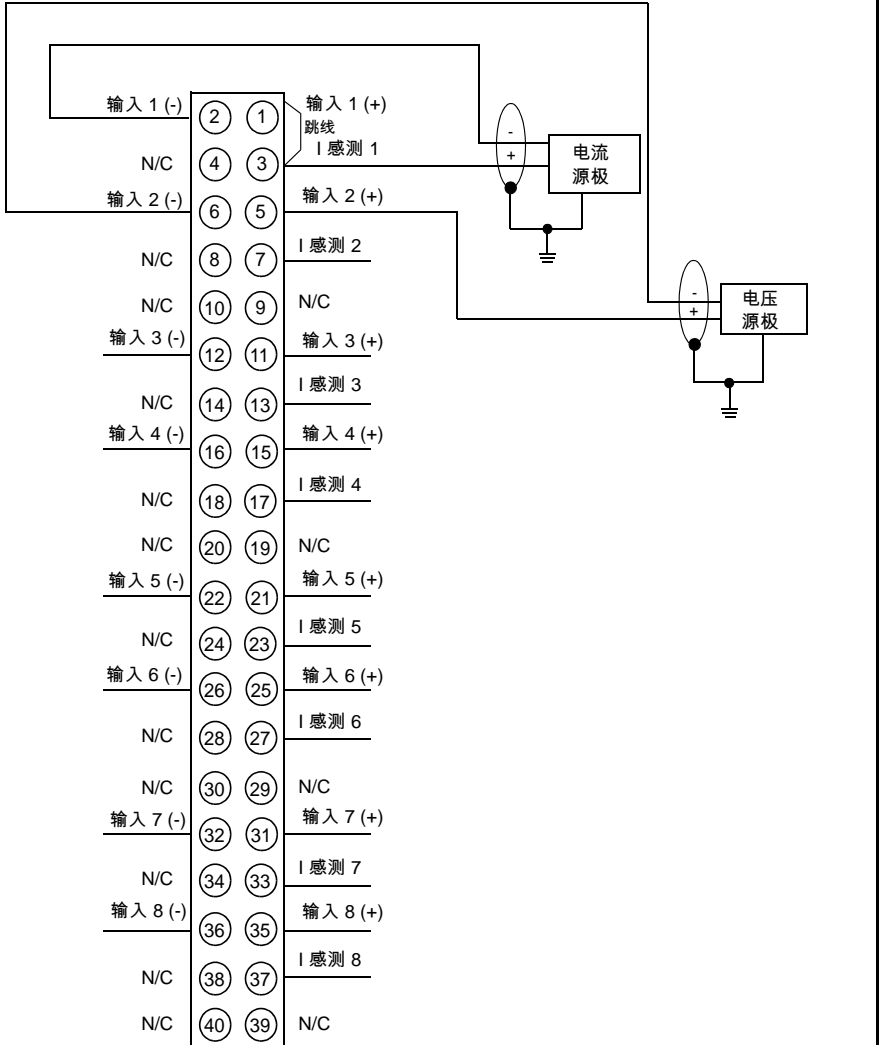 输入 1 (-) 2 1 输入 1 (+)
跳线
N/C 4 3 I 感测 1
输入 2 (-) 6 5 输入 2 (+)
N/C 8 7 I 感测 2
N/C 10 9 N/C
输入 3 (-) 12 11 输入 3 (+)
N/C 14 13 I 感测 3
输入 4 (-) 16 15 输入 4 (+)
N/C 18 17 I 感测 4
N/C 20 19 N/C
输入 5 (-) 22 21 输入 5 (+)
N/C 24 23 I 感测 5
输入 6 (-) 26 25 输入 6 (+)
N/C 28 27 I 感测 6
N/C 30 29 N/C
输入 7 (-) 32 31 输入 7 (+)
N/C 34 33 I 感测 7
输入 8 (-) 36 35 输入 8 (+)
N/C 38 37 I 感测 8
N/C 40 39 N/C
-
+
电流
源极
-
+
电压
源极